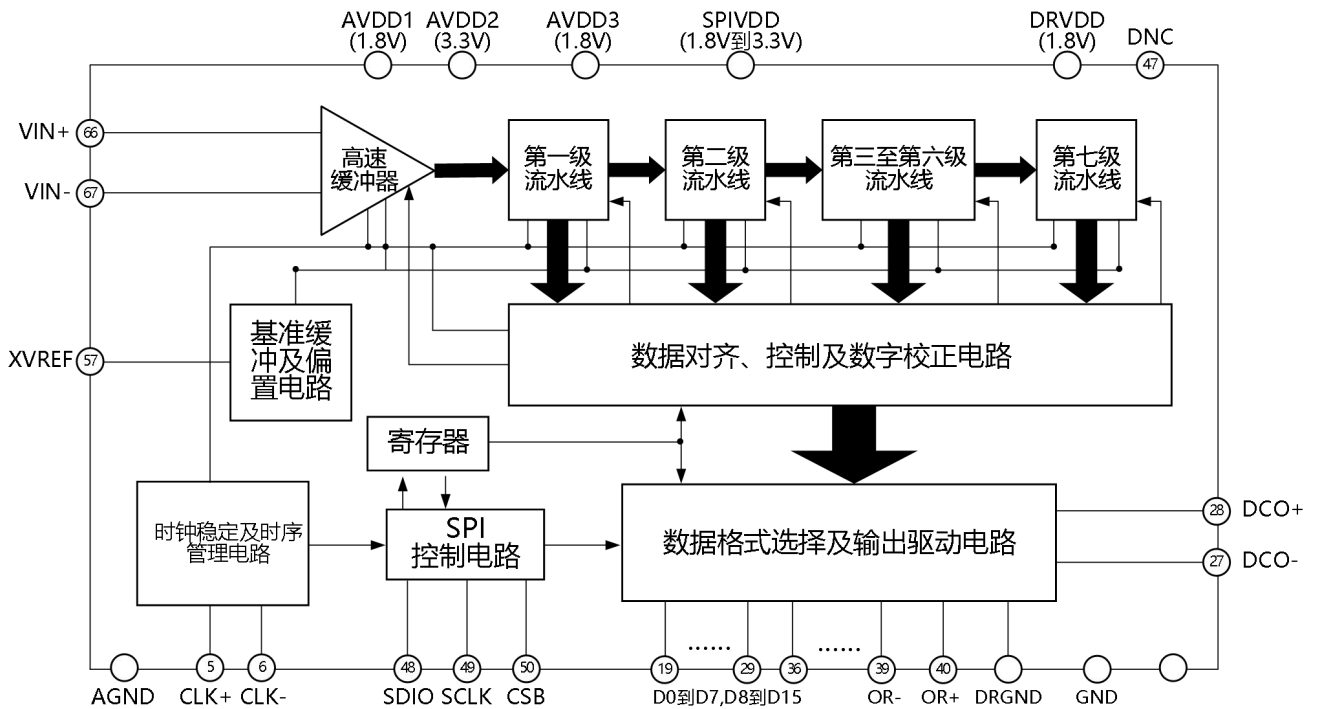 AVDD1 AVDD2 AVDD3 SPIVDD DRVDD DNC
(1.8V) (3.3V) (1.8V) (1.8V到3.3V) (1.8V) 47
VIN+ 66
VIN- 67
高速
缓冲器
第一级
流水线
第二级
流水线
第三至第六级
流水线
第七级
流水线
XVREF 57
基准缓
冲及偏
置电路
数据对齐、控制及数字校正电路
寄存器
时钟稳定及时序
管理电路
SPI
控制电路
数据格式选择及输出驱动电路
28 DCO+
27 DCO-
5 6 48 49 50 19 ...... 29 36 ...... 39 40
AGND CLK+ CLK- SDIO SCLK CSB D0到D7,D8到D15 OR- OR+ DRGND GND